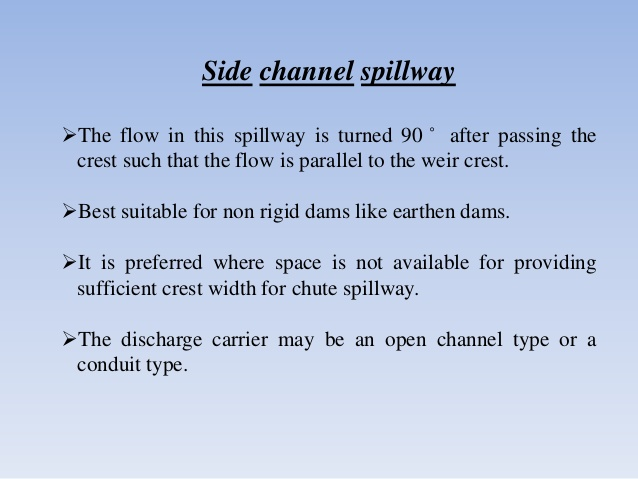 Side channel spillway
➢The flow in this spillway is turned 90 ° after passing the
crest such that the flow is parallel to the weir crest.
➢Best suitable for non rigid dams like earthen dams.
➢It is preferred where space is not available for providing
sufficient crest width for chute spillway.
➢The discharge carrier may be an open channel type or a
conduit type.